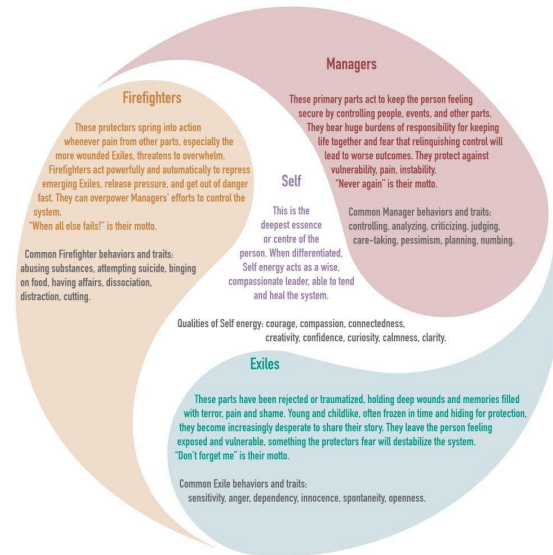 Managers
These primary parts act to keep the person feeling
secure by controlling people, events, and other parts.
They bear huge burdens of responsibility for keeping
life together and fear that relinquishing control will
lead to worse outcomes. They protect against
vulnerability, pain, instability.
"Never again" is their motto.
Common Manager behaviors and traits:
controlling, analyzing, criticizing, judging,
care-taking, pessimism, planning, numbing.
Firefighters
These protectors spring into action
whenever pain from other parts, especially the
more wounded Exiles, threatens to overwhelm.
Firefighters act powerfully and automatically to repress
emerging Exiles, release pressure, and get out of danger
fast. They can overpower Managers' efforts to control the
system.
"When all else fails!" is their motto.
Common Firefighter behaviors and traits:
abusing substances, attempting suicide, binging
on food, having affairs, dissociation,
distraction, cutting.
Self
This is the
deepest essence
or centre of the
person. When differentiated,
Self energy acts as a wise,
compassionate leader, able to tend
and heal the system.
Qualities of Self energy: courage, compassion, connectedness,
creativity, confidence, curiosity, calmness, clarity.
Exiles
These parts have been rejected or traumatized, holding deep wounds and memories filled
with terror, pain and shame. Young and childlike, often frozen in time and hiding for protection,
they become increasingly desperate to share their story. They leave the person feeling
exposed and vulnerable, something the protectors fear will destabilize the system.
"Don't forget me" is their motto.
Common Exile behaviors and traits:
sensitivity, anger, dependency, innocence, spontaneity, openness.